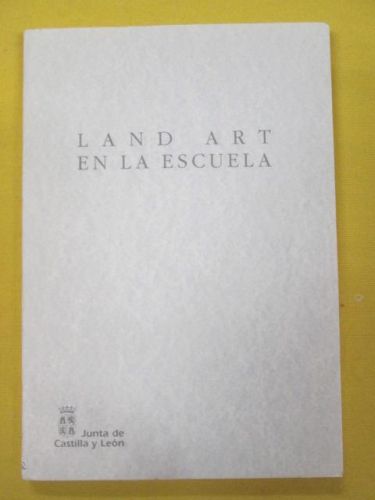 LAND ART
EN LA ESCUELA
Junta de
Castilla y León